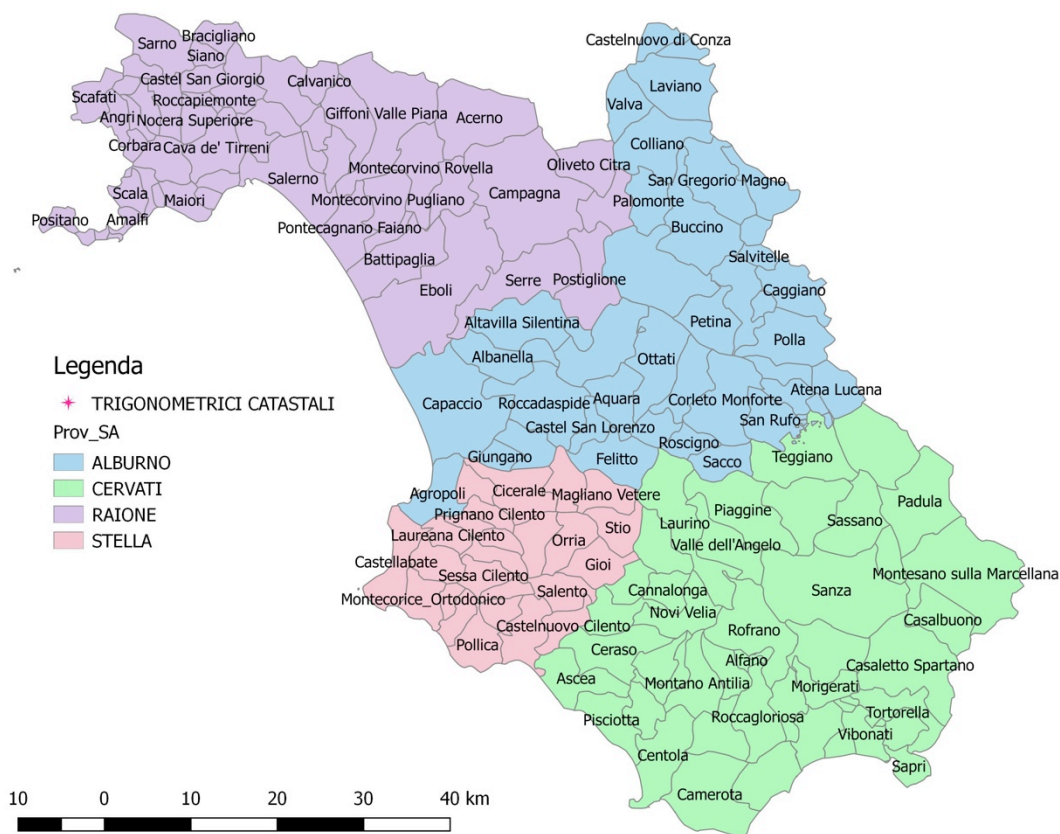 Castelnuovo di Conza
Bracigliano
Sarno
Siano
Laviano
Castel San Giorgio
Calvanico
Scafati
Roccapiemonte
Valva
Giffoni Valle Piana
Acerno
Angri
Nocera Superiore
Colliano
Corbara
Cava de' Tirreni
Oliveto Citra
Montecorvino Rovella
Salerno
San Gregorio Magno
Scala
Maiori
Campagna
Montecorvino Pugliano
Palomonte
Positano
Amalfi
Pontecagnano Faiano
Buccino
Battipaglia
Salvitelle
Serre
Postiglione
Eboli
Caggiano
Altavilla Silentina
Petina
Polla
Albanella
Ottati
Legenda
TRIGONOMETRICI CATASTALI
Prov_SA
ALBURNO
CERVATI
RAIONE
STELLA
Atena Lucana
Capaccio
Roccadaspide
Aquara
Corleto Monforte
San Rufo
Castel San Lorenzo
Roscigno
Giungano
Felitto
Sacco
Teggiano
Agropoli
Cicerale
Magliano Vetere
Padula
Prignano Cilento
Piaggine
Laurino
Sassano
Stio
Laureana Cilento
Orria
Valle dell'Angelo
Castellabate
Gioi
Montesano sulla Marcellana
Sessa Cilento
Salento
Cannalonga
Sanza
Montecorice_Ortodonico
Novi Velia
Casalbuono
Castelnuovo Cilento
Rofrano
Pollica
Ceraso
Alfano
Casaletto Spartano
Ascea
Montano Antilia
Morigerati
Pisciotta
Roccagloriosa
Tortorella
Vibonati
Centola
Sapri
Camerota
10 0 10 20 30 40 km